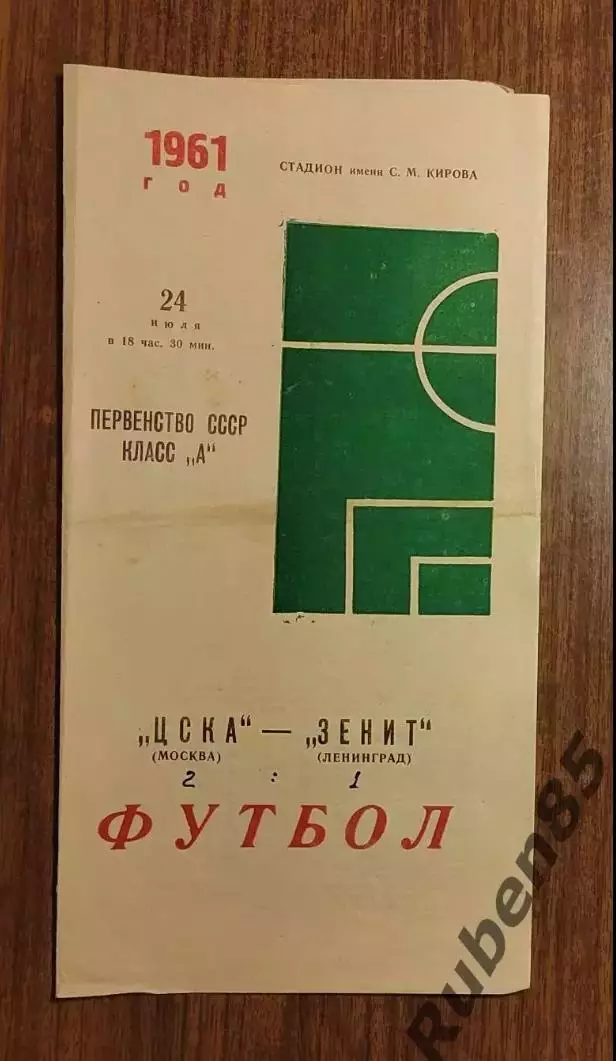 1961
год
СТАДИОН имени С. М. КИРОВА
24
июля
в 18 час. 30 мин.
ПЕРВЕНСТВО СССР
КЛАСС „А“
„ЦСКА“ — „ЗЕНИТ“
(МОСКВА) (ЛЕНИНГРАД)
2 : 1
ФУТБОЛ
Ruben85